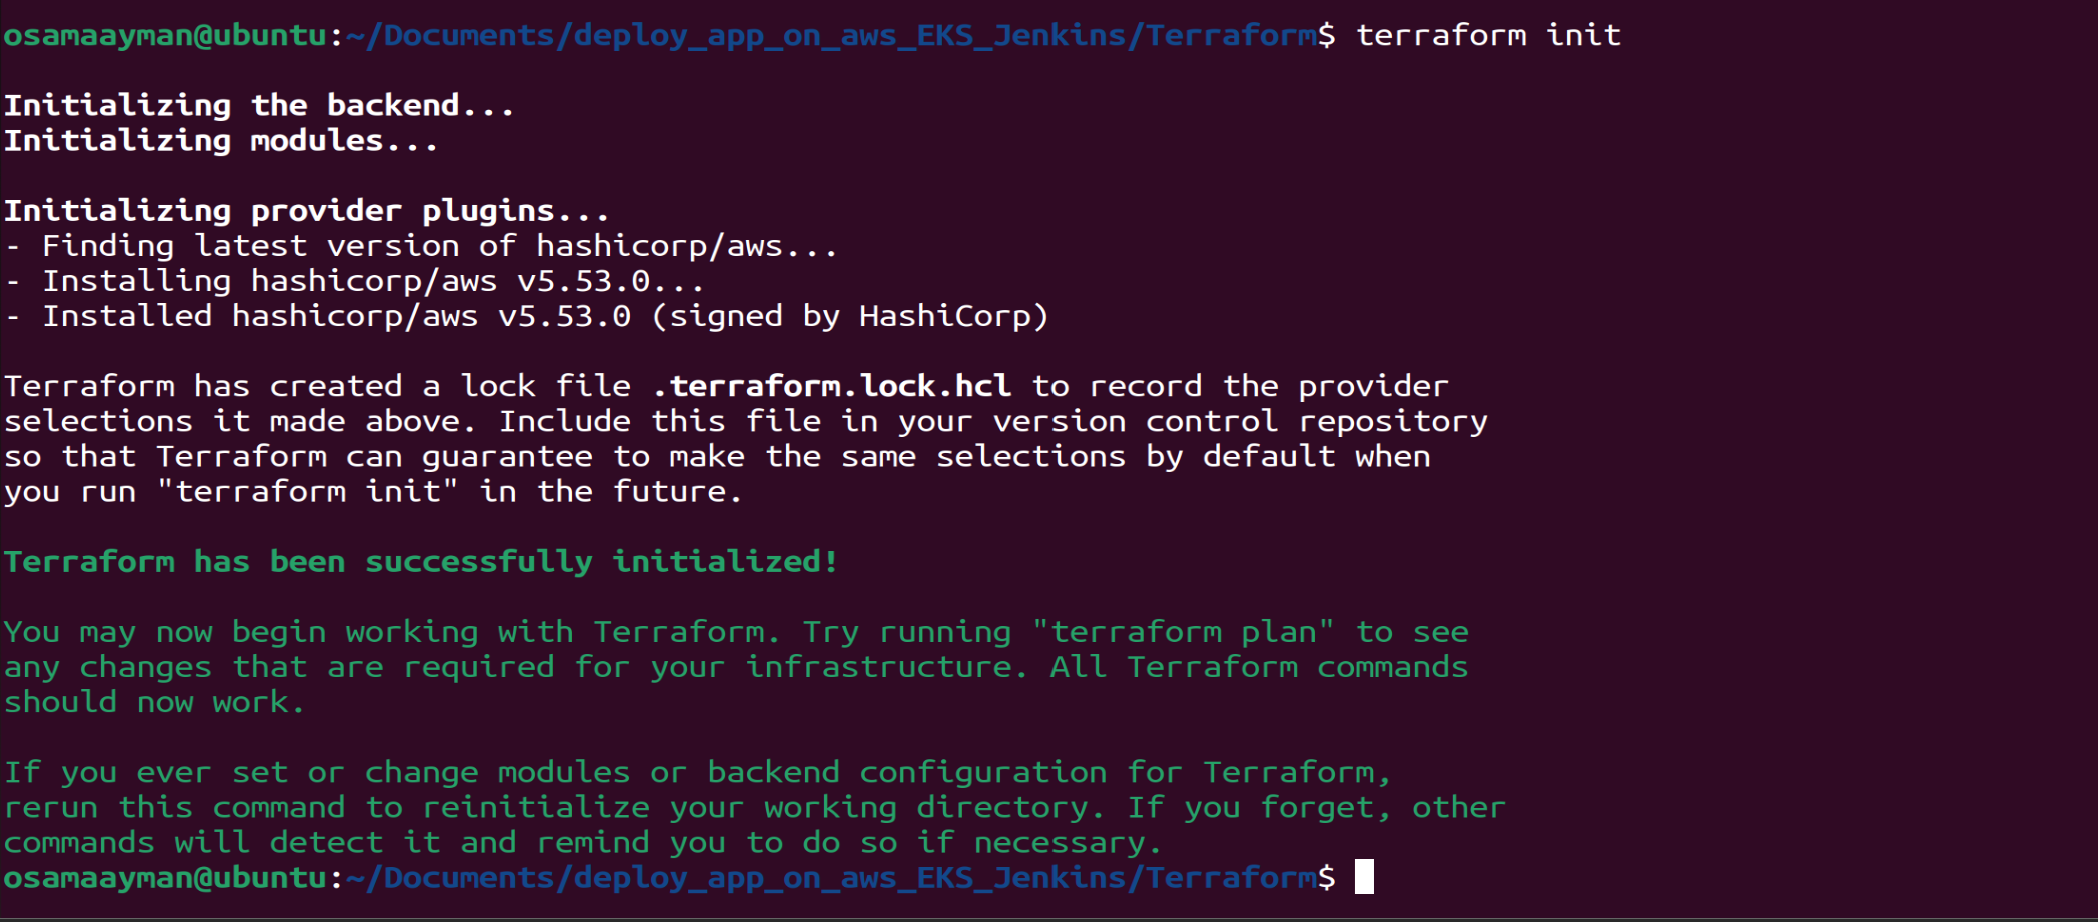 osamaayman@ubuntu:~/Documents/deploy_app_on_aws_EKS_Jenkins/Terraform$ terraform init
Initializing the backend...
Initializing modules...
Initializing provider plugins...
- Finding latest version of hashicorp/aws...
- Installing hashicorp/aws v5.53.0...
- Installed hashicorp/aws v5.53.0 (signed by HashiCorp)
Terraform has created a lock file .terraform.lock.hcl to record the provider
selections it made above. Include this file in your version control repository
so that Terraform can guarantee to make the same selections by default when
you run "terraform init" in the future.
Terraform has been successfully initialized!
You may now begin working with Terraform. Try running "terraform plan" to see
any changes that are required for your infrastructure. All Terraform commands
should now work.
If you ever set or change modules or backend configuration for Terraform,
rerun this command to reinitialize your working directory. If you forget, other
commands will detect it and remind you to do so if necessary.
osamaayman@ubuntu:~/Documents/deploy_app_on_aws_EKS_Jenkins/Terraform$